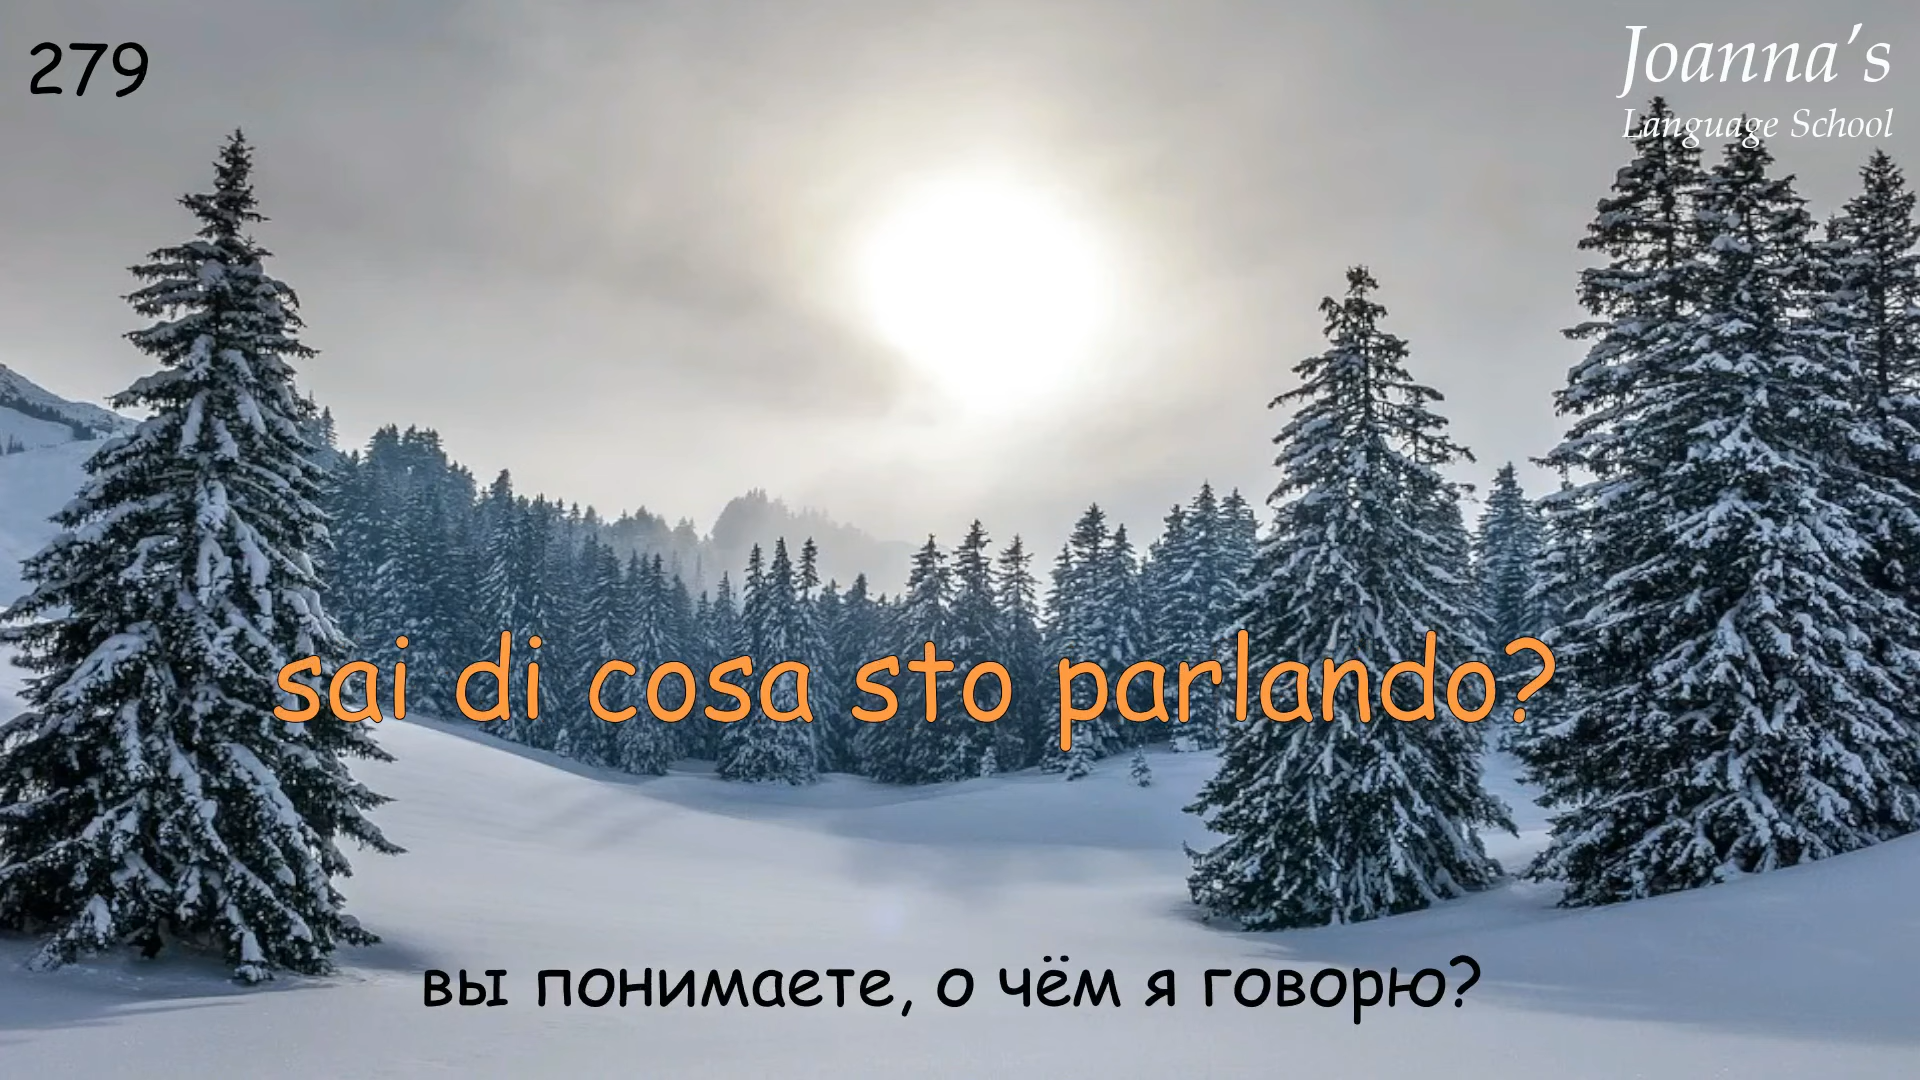 279
Joanna's
Language School
sai di cosa sto parlando?
вы понимаете, о чём я говорю?